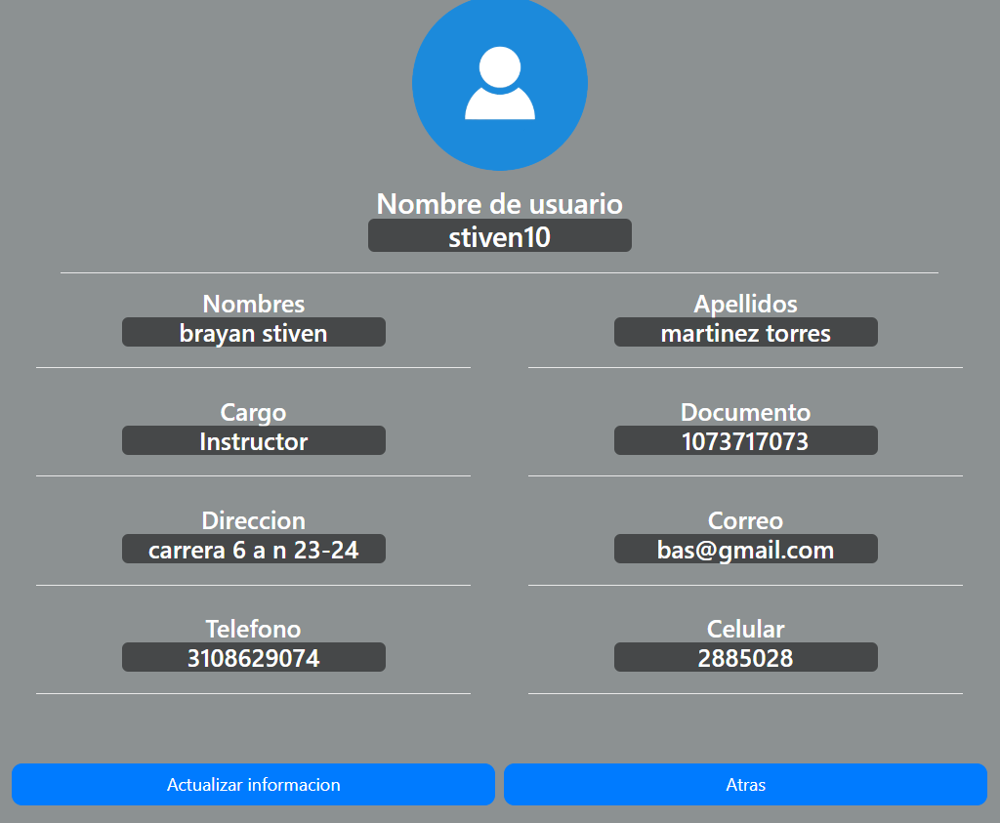 Nombre de usuario
stiven10
Nombres
brayan stiven
Apellidos
martinez torres
Cargo
Instructor
Documento
1073717073
Direccion
carrera 6 a n 23-24
Correo
bas@gmail.com
Telefono
3108629074
Celular
2885028
Actualizar informacion
Atras